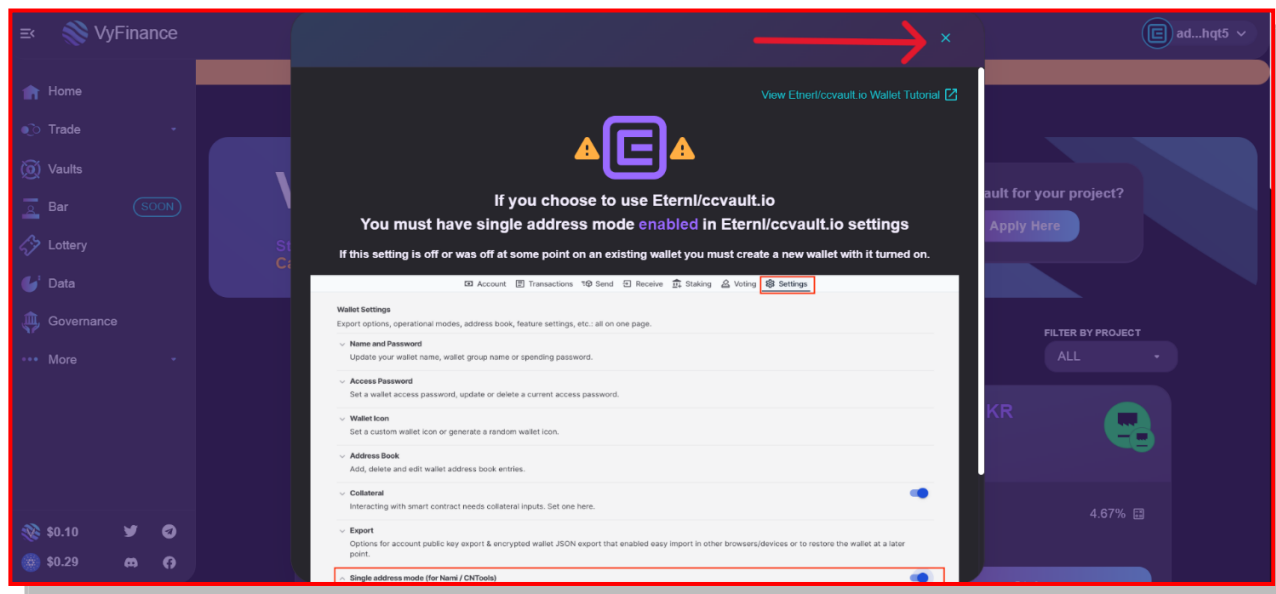 VyFinance
ad...hqt5
Home
Trade
Vaults
Bar SOON
Lottery
Data
Governance
More
$0.10
$0.29
View Etnerl/ccvault.io Wallet Tutorial
If you choose to use Eternl/ccvault.io
You must have single address mode enabled in Eternl/ccvault.io settings
If this setting is off or was off at some point on an existing wallet you must create a new wallet with it turned on.
Account Transactions Send Receive Staking Voting Settings
Wallet Settings
Export options, operational modes, address book, feature settings, etc.: all on one page.
Name and Password
Update your wallet name, wallet group name or spending password.
Access Password
Set a wallet access password, update or delete a current access password.
Wallet Icon
Set a custom wallet icon or generate a random wallet icon.
Address Book
Add, delete and edit wallet address book entries.
Collateral
Interacting with smart contract needs collateral inputs. Set one here.
Export
Options for account public key export & encrypted wallet JSON export that enabled easy import in other browsers/devices or to restore the wallet at a later
point.
Single address mode (for Nami / CNTools)
ault for your project?
Apply Here
FILTER BY PROJECT
ALL
KR
4.67%